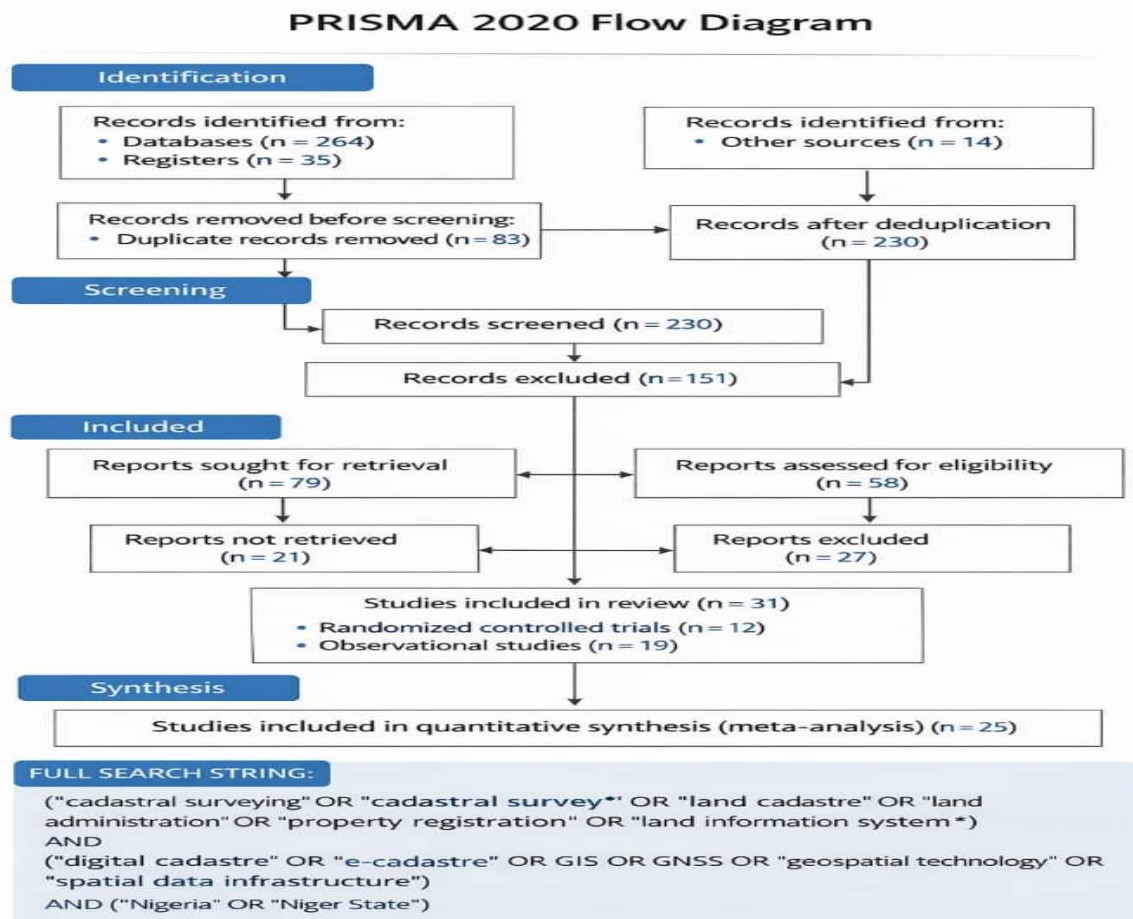 PRISMA 2020 Flow Diagram
Identification
Records identified from:
• Databases (n = 264)
• Registers (n = 35)
Records identified from:
• Other sources (n = 14)
Records removed before screening:
• Duplicate records removed (n = 83)
Records after deduplication
(n = 230)
Screening
Records screened (n = 230)
Records excluded (n = 151)
Included
Reports sought for retrieval
(n = 79)
Reports assessed for eligibility
(n = 58)
Reports not retrieved
(n = 21)
Reports excluded
(n = 27)
Studies included in review (n = 31)
• Randomized controlled trials (n = 12)
• Observational studies (n = 19)
Synthesis
Studies included in quantitative synthesis (meta-analysis) (n = 25)
FULL SEARCH STRING:
("cadastral surveying" OR "cadastral survey*' OR "land cadastre" OR "land
administration" OR "property registration" OR "land information system*)
AND
("digital cadastre" OR "e-cadastre" OR GIS OR GNSS OR "geospatial technology" OR
"spatial data infrastructure")
AND ("Nigeria" OR "Niger State")